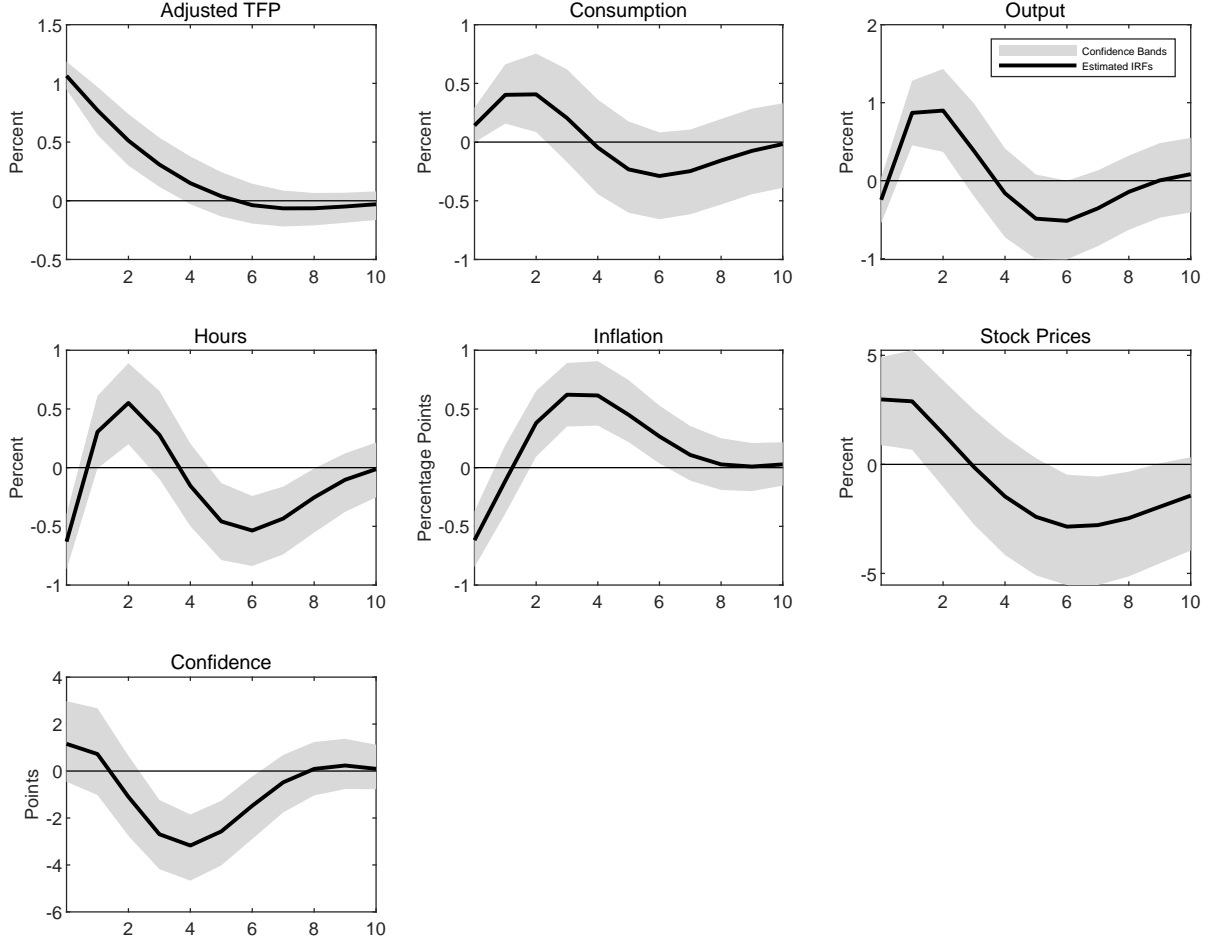 Adjusted TFP
Percent
1.5
1
0.5
0
-0.5
2 4 6 8 10
Consumption
Percent
1
0.5
0
-0.5
-1
2 4 6 8 10
Output
Percent
2
1
0
-1
2 4 6 8 10
Confidence Bands
Estimated IRFs
Hours
Percent
1
0.5
0
-0.5
-1
2 4 6 8 10
Inflation
Percentage Points
1
0.5
0
-0.5
-1
2 4 6 8 10
Stock Prices
Percent
5
0
-5
2 4 6 8 10
Confidence
Points
4
2
0
-2
-4
-6
2 4 6 8 10